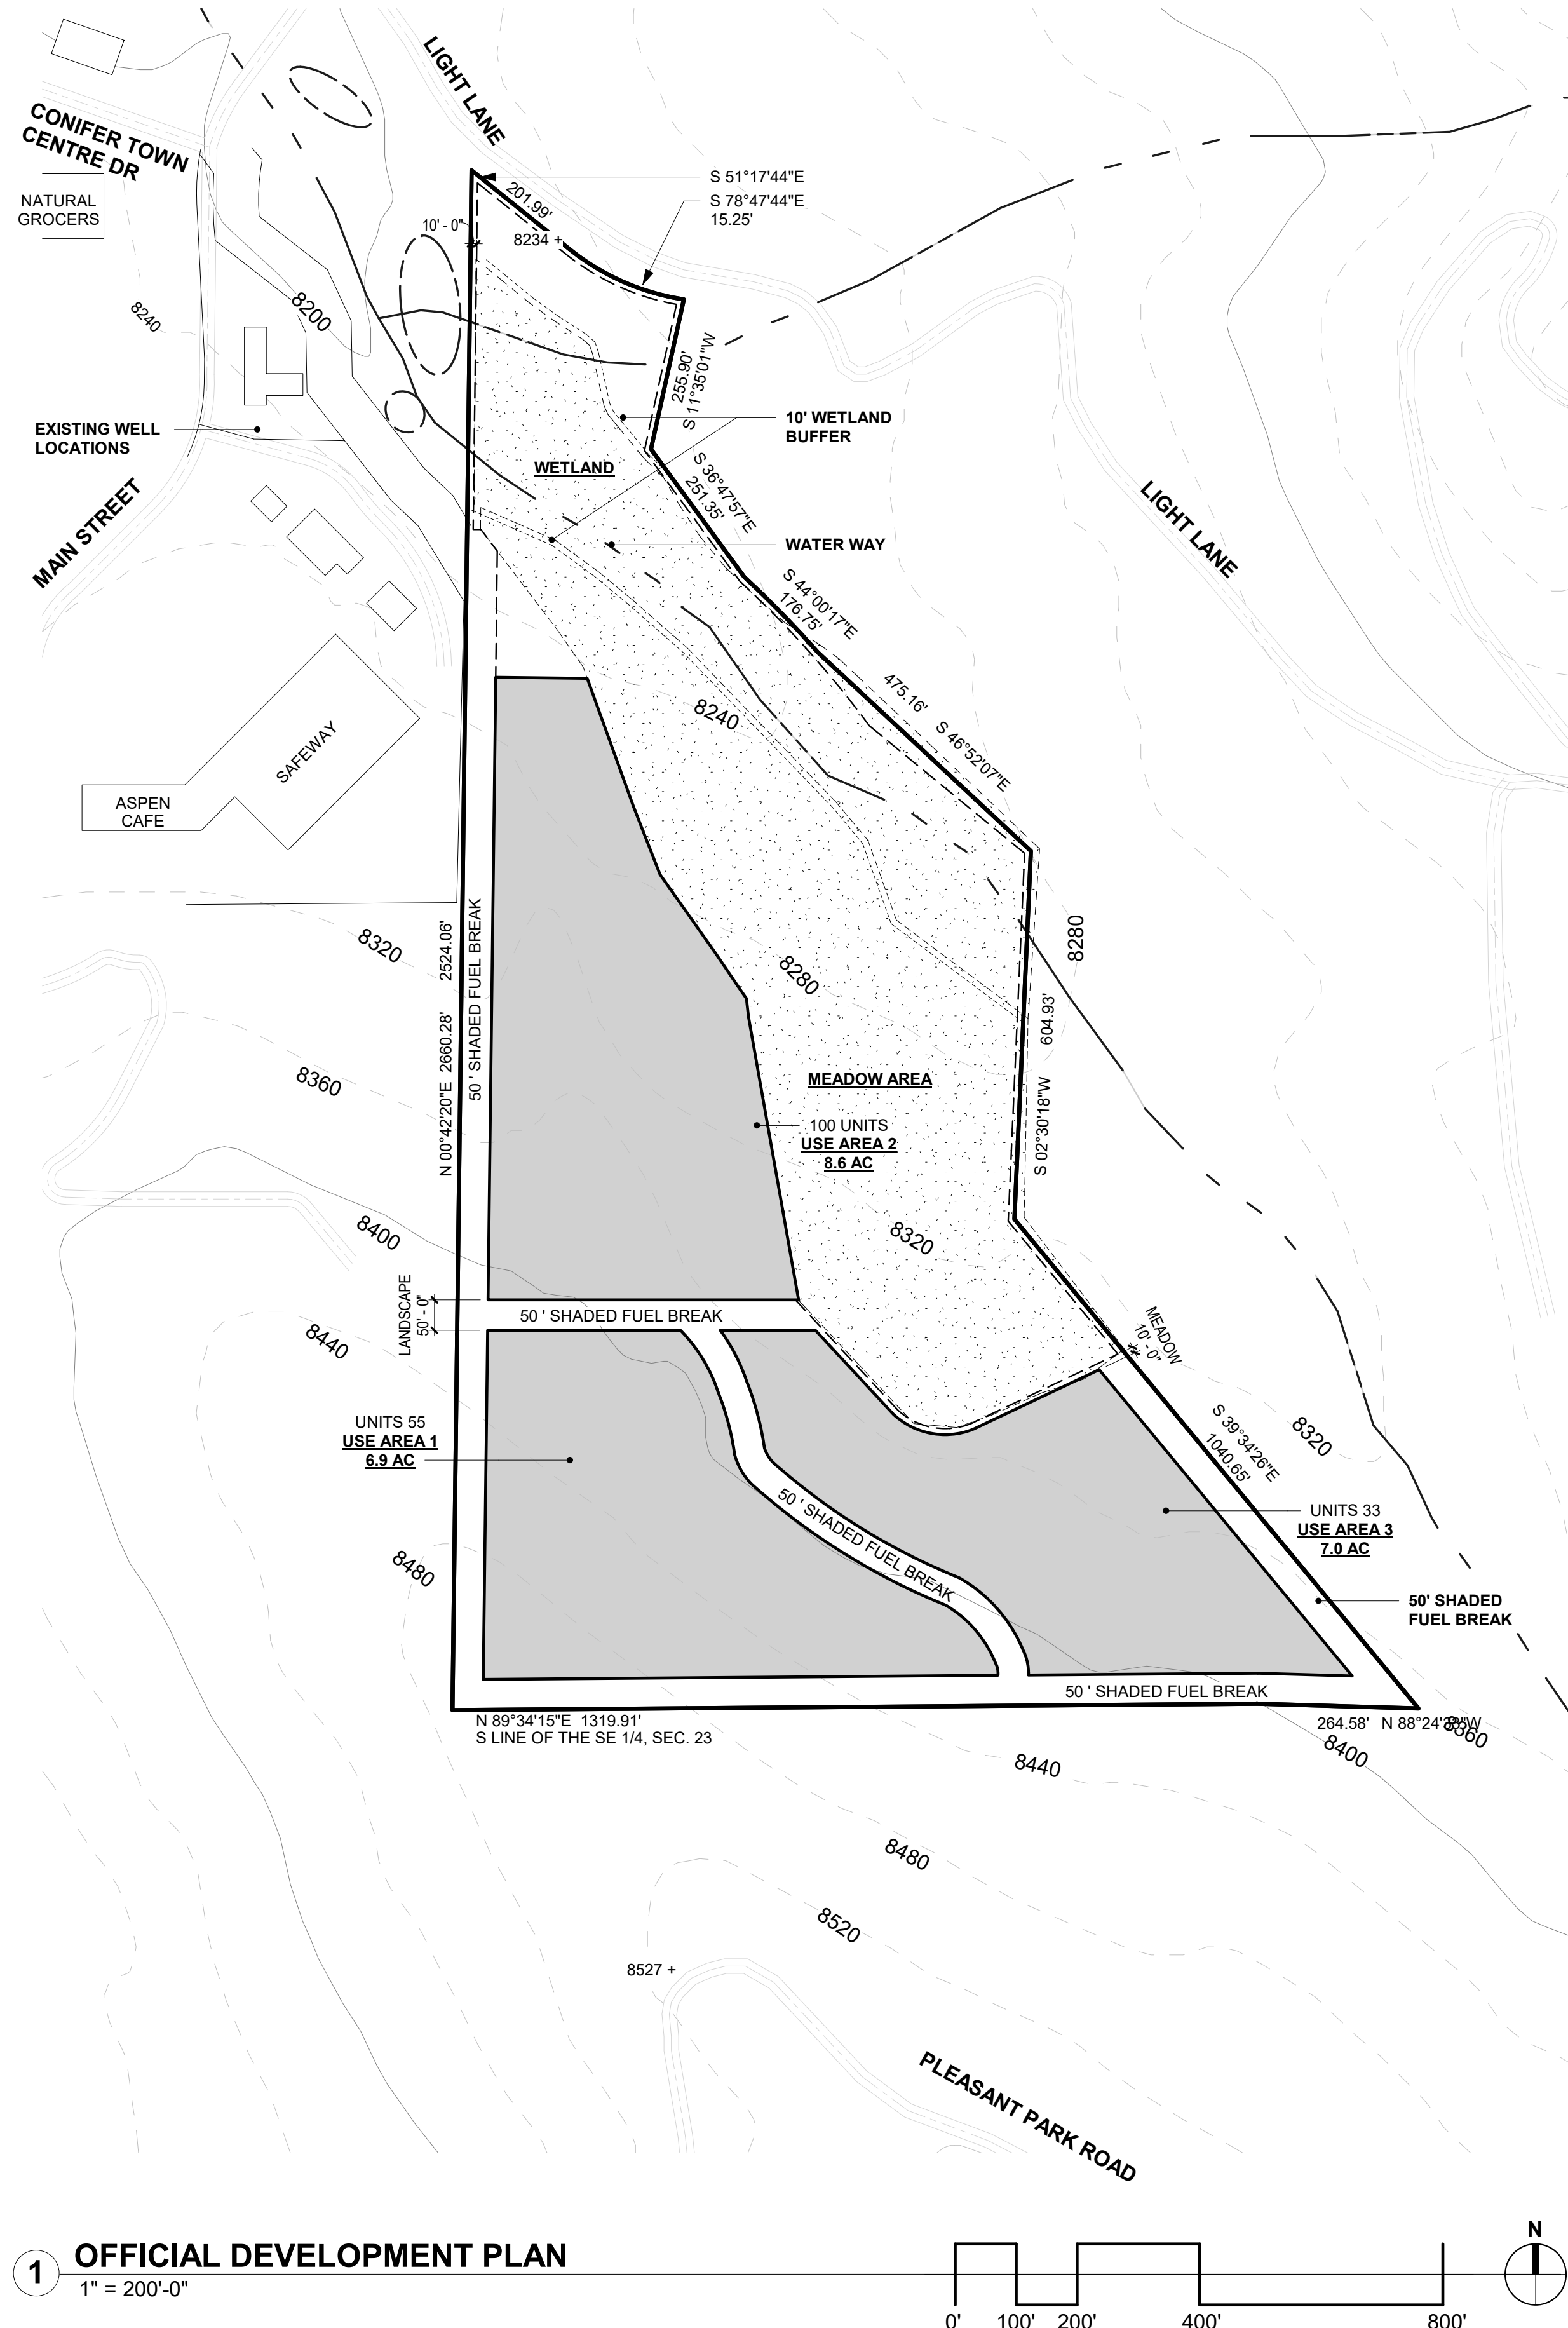 LIGHT LANE
CONIFER TOWN
CENTRE DR
NATURAL
GROCERS
S 51°17'44"E
S 78°47'44"E
15.25'
201.99'
10' - 0"
8234 +
8200
8240
255.90'
S 11°35'01"W
EXISTING WELL
LOCATIONS
10' WETLAND
BUFFER
WETLAND
S 36°47'57"E
251.35'
LIGHT LANE
MAIN STREET
WATER WAY
S 44°00'17"E
176.75'
8240
475.16' S 46°52'07"E
SAFEWAY
ASPEN
CAFE
8320
N 00°42'20"E 2660.28' 2524.06'
50 ' SHADED FUEL BREAK
8280
8280
604.93'
S 02°30'18"W
8360
MEADOW AREA
100 UNITS
USE AREA 2
8.6 AC
8400
8320
LANDSCAPE
50' - 0"
50 ' SHADED FUEL BREAK
8440
MEADOW
10' - 0"
UNITS 55
USE AREA 1
6.9 AC
S 39°34'26"E
1040.65'
8320
50 ' SHADED FUEL BREAK
UNITS 33
USE AREA 3
7.0 AC
8480
50' SHADED
FUEL BREAK
50 ' SHADED FUEL BREAK
N 89°34'15"E 1319.91'
S LINE OF THE SE 1/4, SEC. 23
264.58'
8360
8400
8440
8480
8520
8527 +
PLEASANT PARK ROAD
1
OFFICIAL DEVELOPMENT PLAN
1" = 200'-0"
0' 100' 200' 400' 800'
N